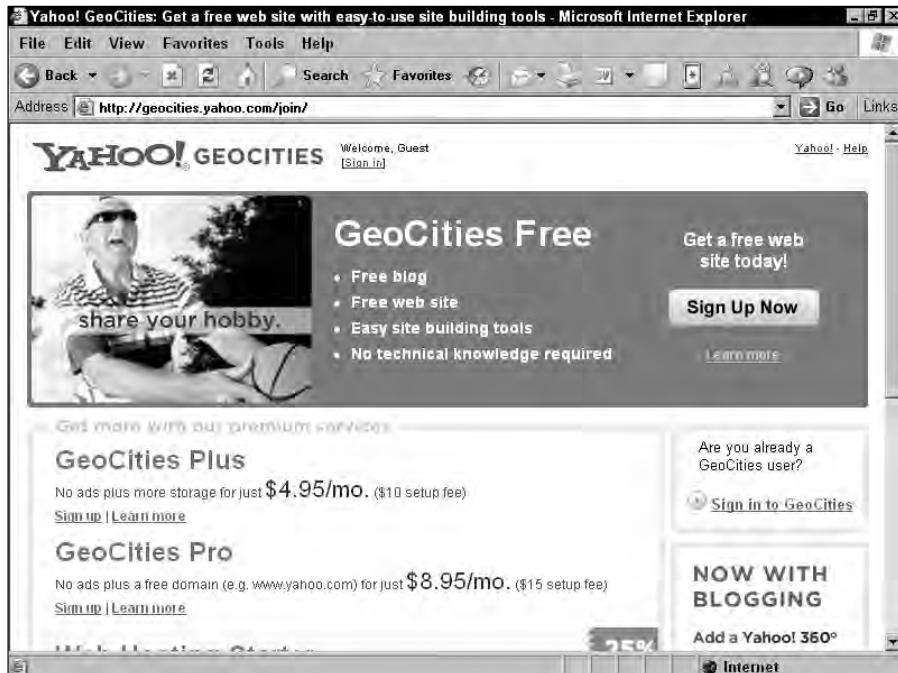 Yahoo! GeoCities: Get a free web site with easy-to-use site building tools - Microsoft Internet Explorer
File Edit View Favorites Tools Help
Back Search Favorites
Address http://geocities.yahoo.com/join/ Go Links
YAHOO! GEOCITIES
Welcome, Guest
[Sign in]
Yahoo! - Help
share your hobby.
GeoCities Free
• Free blog
• Free web site
• Easy site building tools
• No technical knowledge required
Get a free web
site today!
Sign Up Now
Learn more
Get more with our premium services
GeoCities Plus
No ads plus more storage for just $4.95/mo. ($10 setup fee)
Sign up | Learn more
GeoCities Pro
No ads plus a free domain (e.g. www.yahoo.com) for just $8.95/mo. ($15 setup fee)
Sign up | Learn more
Web Hosting Starter
25%
Are you already a
GeoCities user?
Sign in to GeoCities
NOW WITH
BLOGGING
Add a Yahoo! 360°
Internet